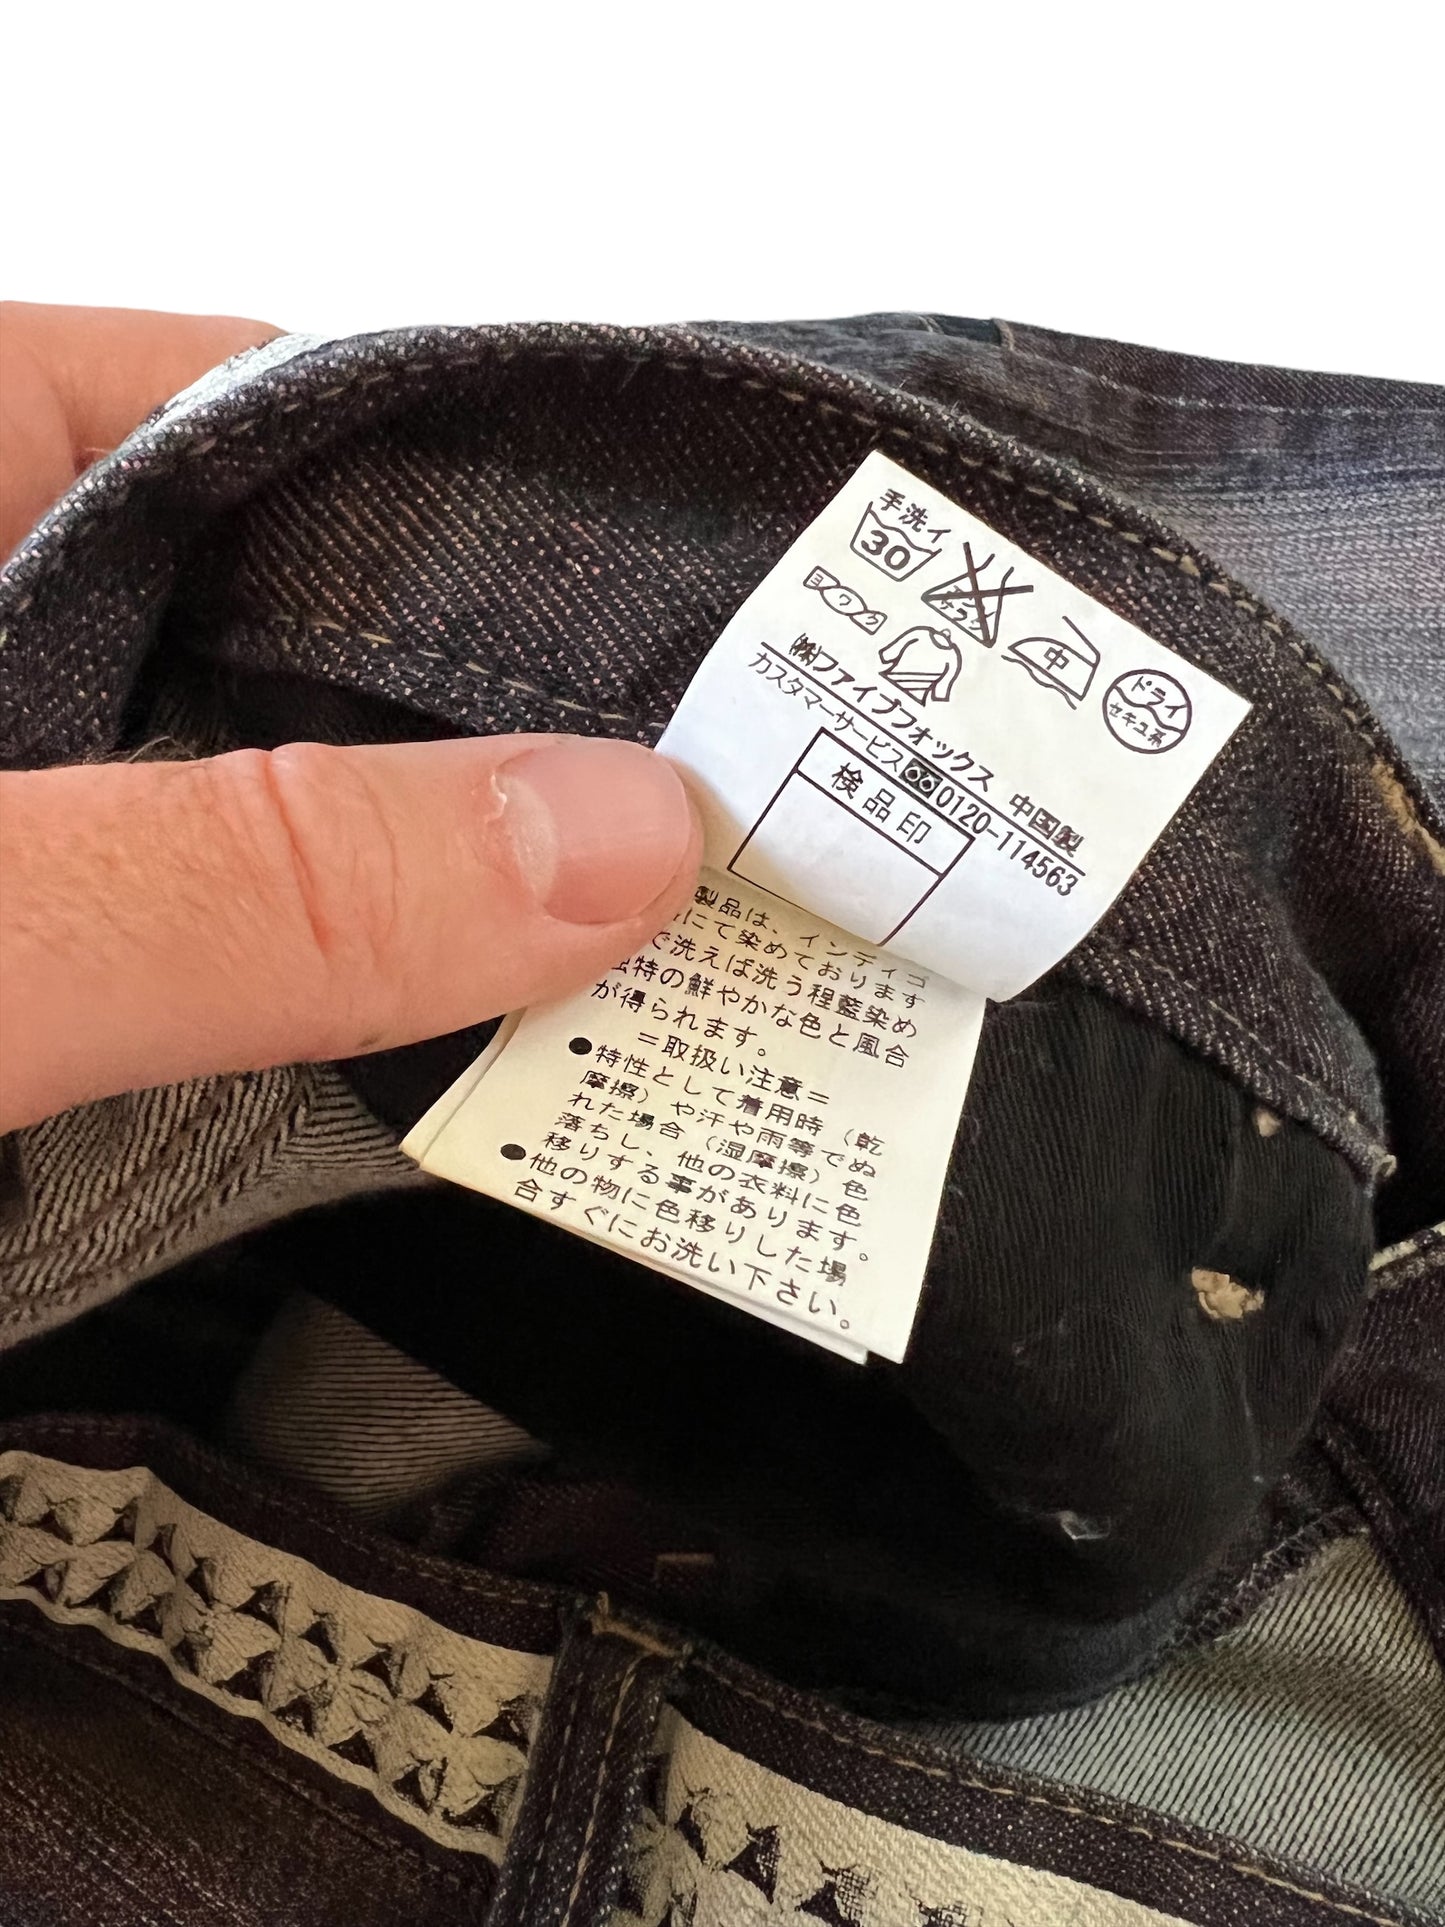 手洗イ
30
エンソ
サラシ
ヨワク
中
ドライ
セキユ系
㈱ファイブフォックス 中国製
カスタマーサービス 0120-114563
検品印
製品は、インディゴ
にて染めております
で洗えば洗う程藍染め
独特の鮮やかな色と風合
が得られます。
=取扱い注意=
●特性として着用時(乾
摩擦)や汗や雨等でぬ
れた場合(湿摩擦)色
落ちし、他の衣料に色
移りする事があります。
●他の物に色移りした場
合すぐにお洗い下さい。